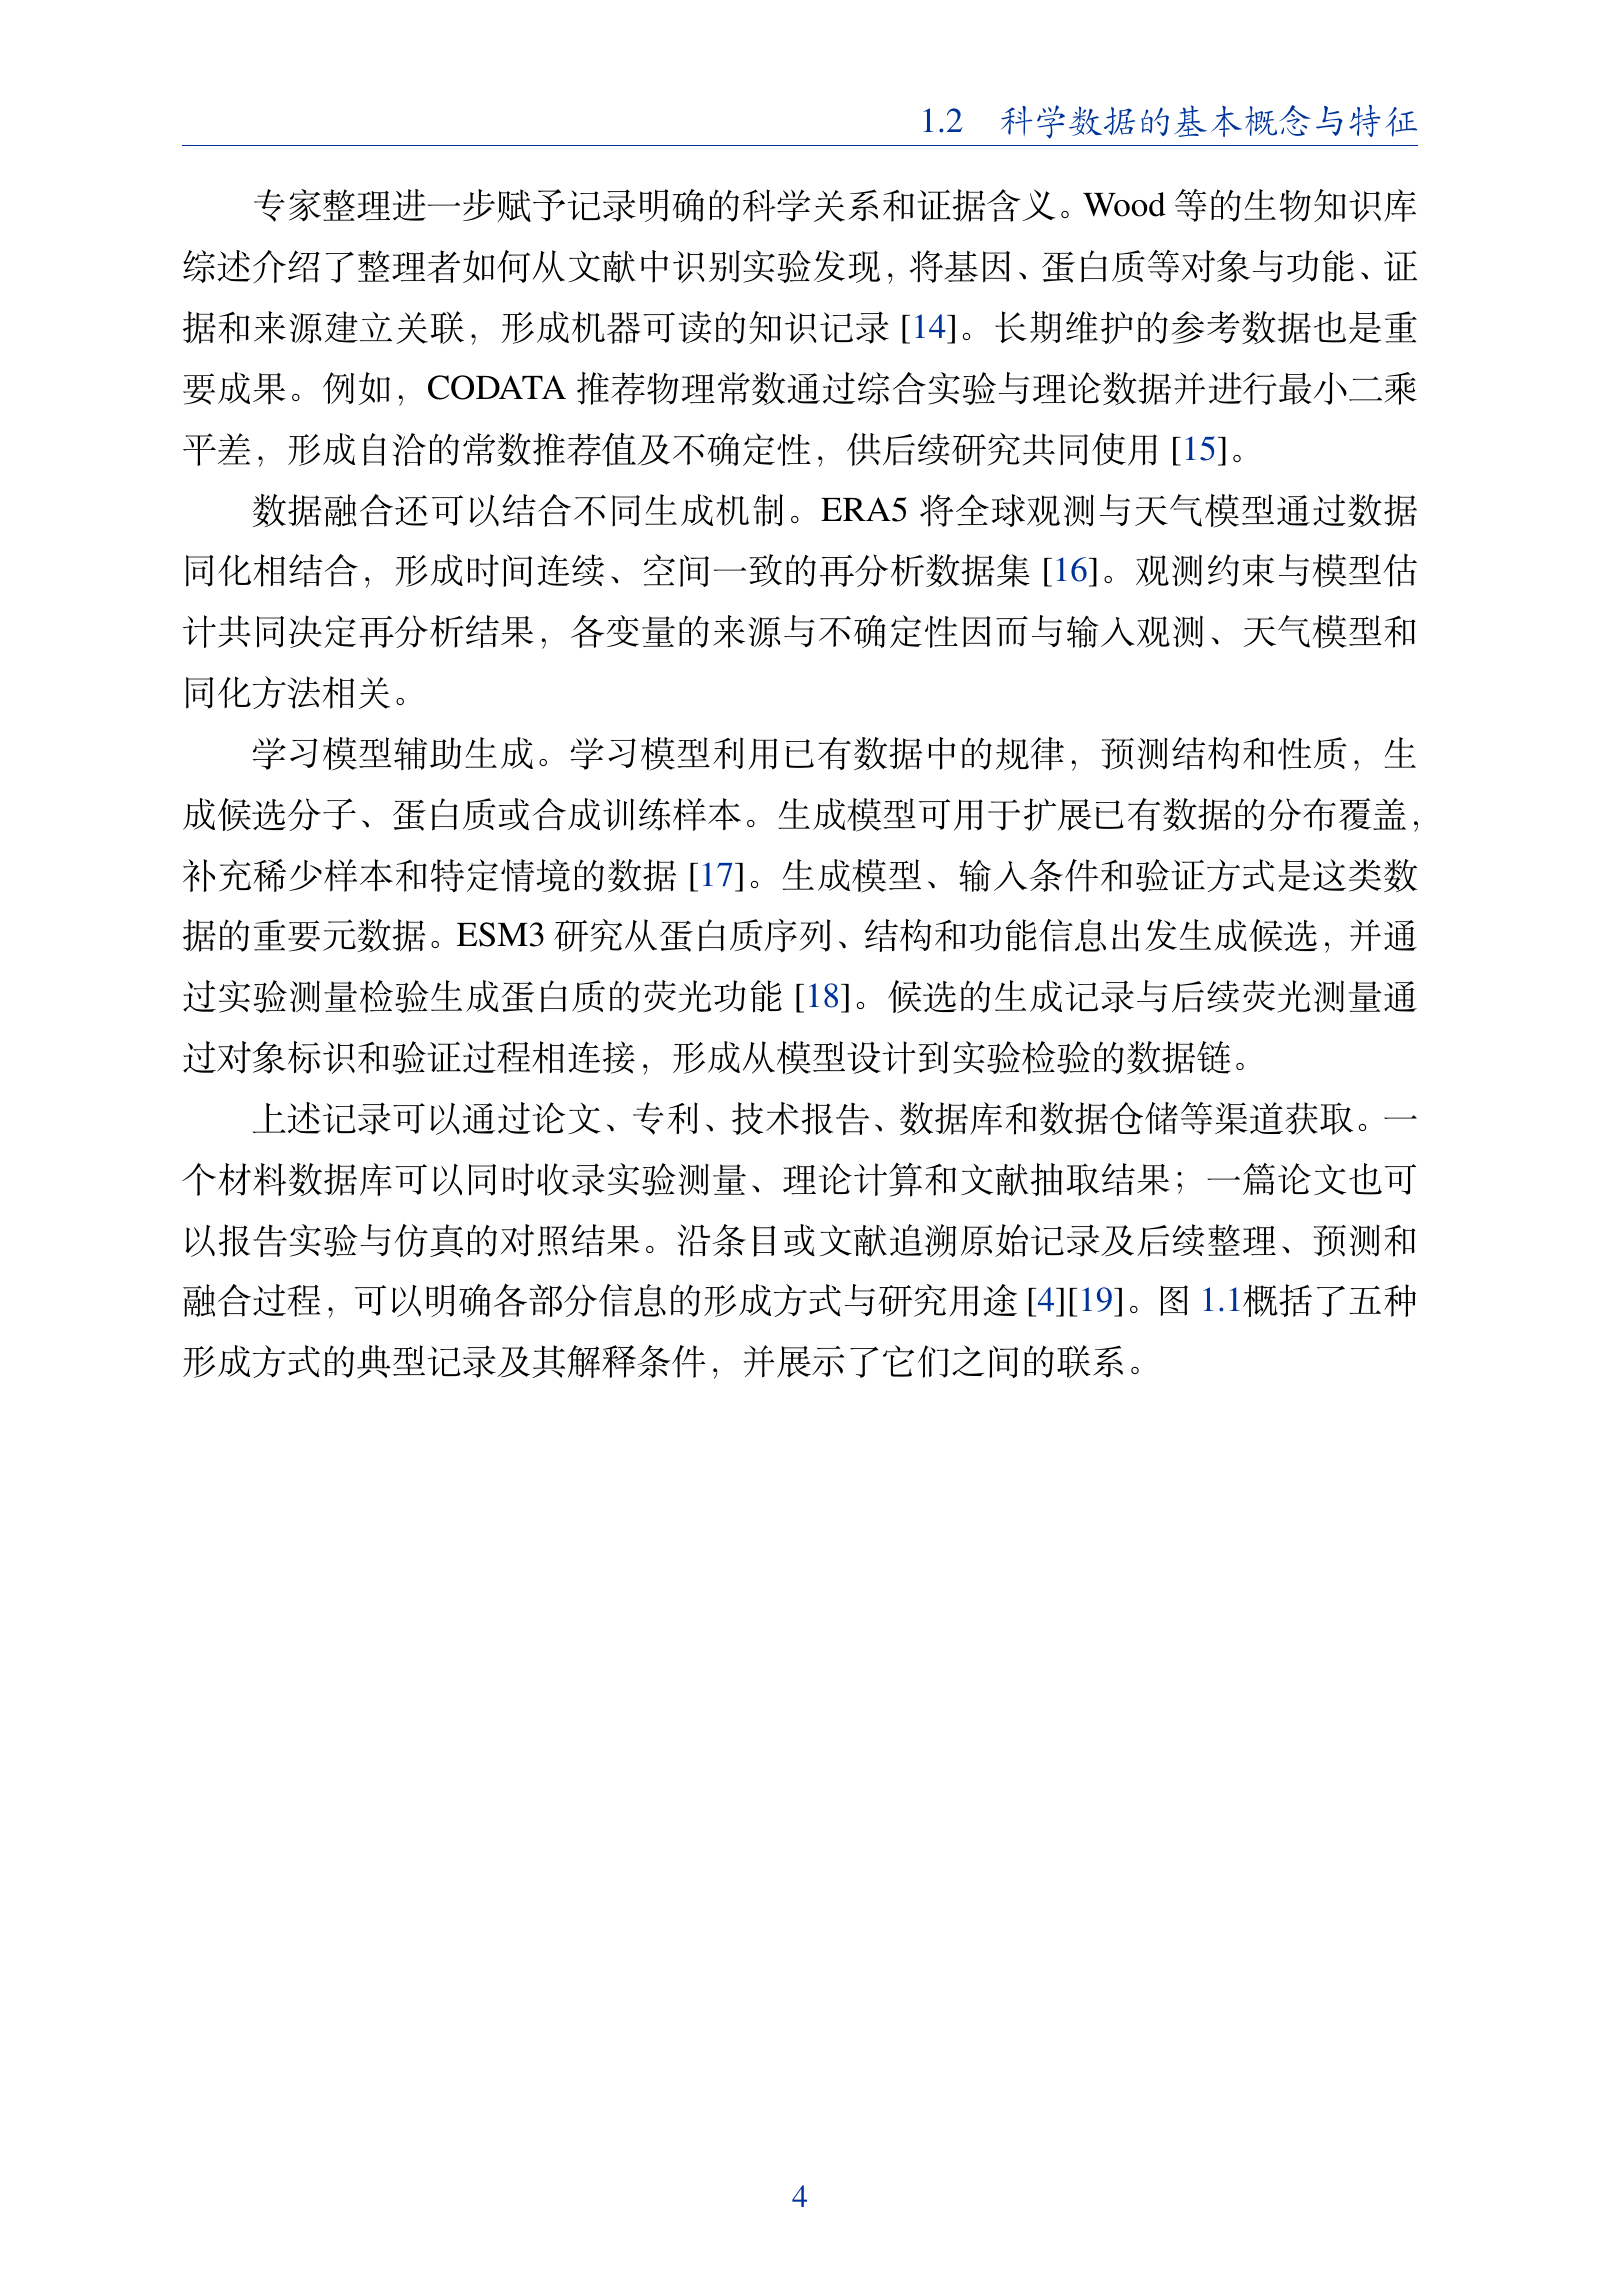 1.2 科学数据的基本概念与特征
专家整理进一步赋予记录明确的科学关系和证据含义。Wood 等的生物知识库
综述介绍了整理者如何从文献中识别实验发现，将基因、蛋白质等对象与功能、证
据和来源建立关联，形成机器可读的知识记录 [14]。长期维护的参考数据也是重
要成果。例如，CODATA 推荐物理常数通过综合实验与理论数据并进行最小二乘
平差，形成自洽的常数推荐值及不确定性，供后续研究共同使用 [15]。
数据融合还可以结合不同生成机制。ERA5 将全球观测与天气模型通过数据
同化相结合，形成时间连续、空间一致的再分析数据集 [16]。观测约束与模型估
计共同决定再分析结果，各变量的来源与不确定性因而与输入观测、天气模型和
同化方法相关。
学习模型辅助生成。学习模型利用已有数据中的规律，预测结构和性质，生
成候选分子、蛋白质或合成训练样本。生成模型可用于扩展已有数据的分布覆盖，
补充稀少样本和特定情境的数据 [17]。生成模型、输入条件和验证方式是这类数
据的重要元数据。ESM3 研究从蛋白质序列、结构和功能信息出发生成候选，并通
过实验测量检验生成蛋白质的荧光功能 [18]。候选的生成记录与后续荧光测量通
过对象标识和验证过程相连接，形成从模型设计到实验检验的数据链。
上述记录可以通过论文、专利、技术报告、数据库和数据仓储等渠道获取。一
个材料数据库可以同时收录实验测量、理论计算和文献抽取结果；一篇论文也可
以报告实验与仿真的对照结果。沿条目或文献追溯原始记录及后续整理、预测和
融合过程，可以明确各部分信息的形成方式与研究用途 [4][19]。图 1.1概括了五种
形成方式的典型记录及其解释条件，并展示了它们之间的联系。
4